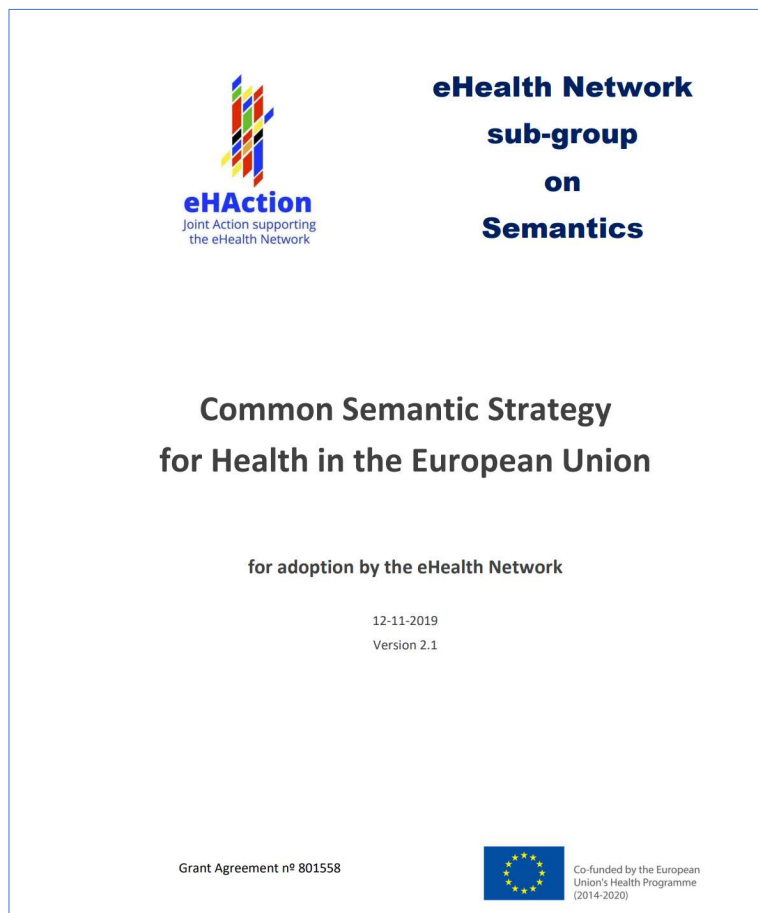 eHAction
Joint Action supporting
the eHealth Network
eHealth Network
sub-group
on
Semantics
Common Semantic Strategy
for Health in the European Union
for adoption by the eHealth Network
12-11-2019
Version 2.1
Grant Agreement nº 801558
Co-funded by the European
Union's Health Programme
(2014-2020)